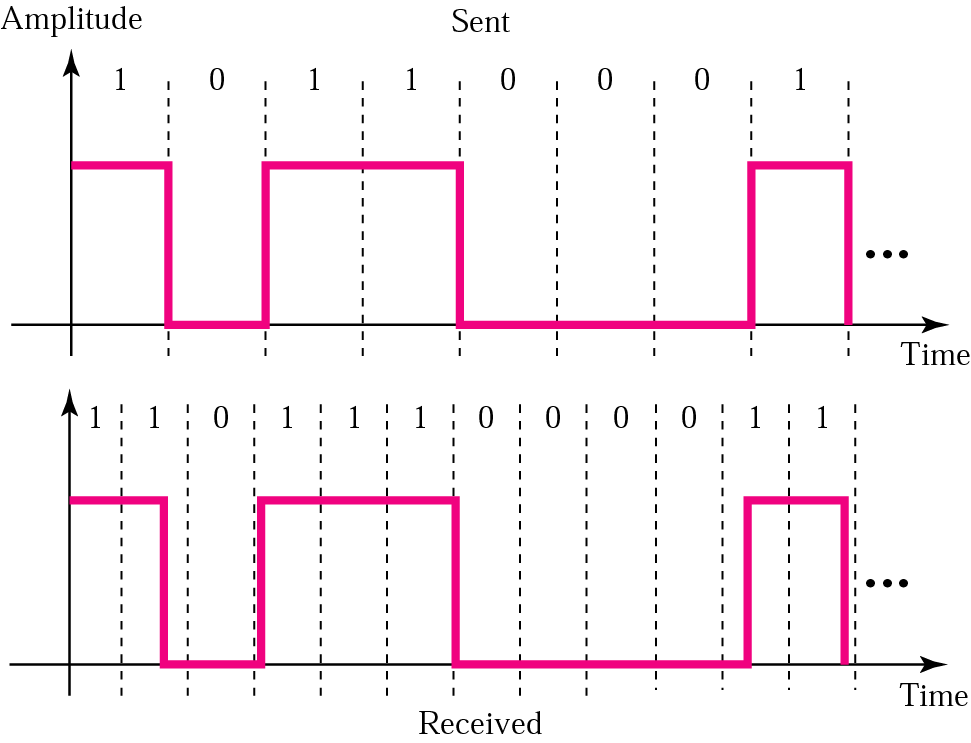 Amplitude Sent
1 0 1 1 0 0 0 1
...
Time
1 1 0 1 1 1 0 0 0 0 1 1
...
Time
Received